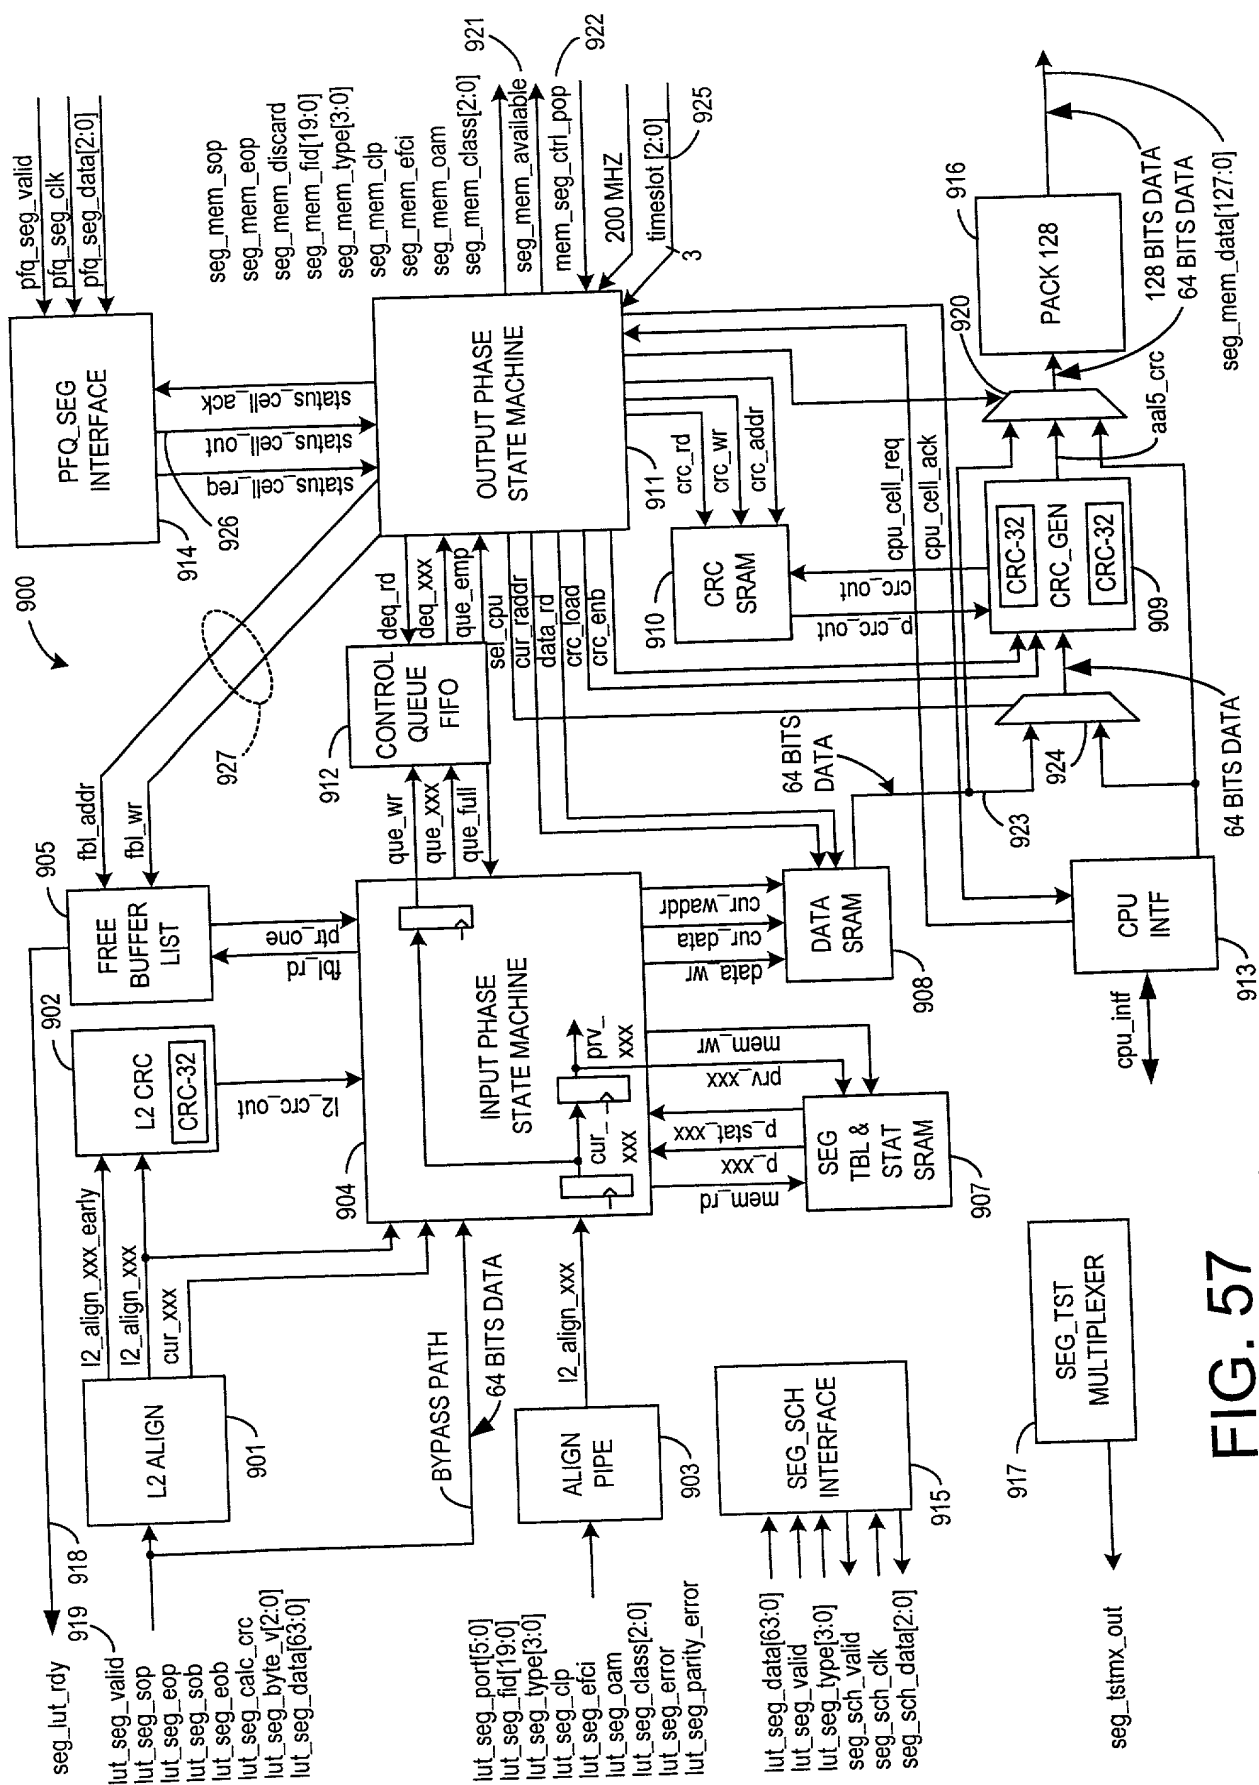 900
seg_lut_rdy
918
919
lut_seg_valid
lut_seg_sop
lut_seg_eop
lut_seg_sob
lut_seg_eob
lut_seg_calc_crc
lut_seg_byte_v[2:0]
lut_seg_data[63:0]
L2 ALIGN
901
l2_align_xxx_early
l2_align_xxx
cur_xxx
L2 CRC
CRC-32
902
l2_crc_out
FREE
BUFFER
LIST
905
fbl_rd
ptr_one
fbl_addr
fbl_wr
927
PFQ_SEG
INTERFACE
914
pfq_seg_valid
pfq_seg_clk
pfq_seg_data[2:0]
status_cell_req
status_cell_out
status_cell_ack
926
seg_mem_sop
seg_mem_eop
seg_mem_discard
seg_mem_fid[19:0]
seg_mem_type[3:0]
seg_mem_clp
seg_mem_efci
seg_mem_oam
seg_mem_class[2:0]
seg_mem_available
921
mem_seg_ctrl_pop
922
200 MHZ
timeslot [2:0]
3
925
BYPASS PATH
64 BITS DATA
904
INPUT PHASE
STATE MACHINE
cur_
xxx
prv_
xxx
que_wr
que_xxx
que_full
CONTROL
QUEUE
FIFO
912
deq_rd
deq_xxx
que_emp
OUTPUT PHASE
STATE MACHINE
911
sel_cpu
cur_raddr
data_rd
crc_load
crc_enb
crc_rd
crc_wr
crc_addr
lut_seg_port[5:0]
lut_seg_fid[19:0]
lut_seg_type[3:0]
lut_seg_clp
lut_seg_efci
lut_seg_oam
lut_seg_class[2:0]
lut_seg_error
lut_seg_parity_error
ALIGN
PIPE
903
l2_align_xxx
mem_rd
p_xxx
p_stat_xxx
prv_xxx
mem_wr
SEG
TBL &
STAT
SRAM
907
data_wr
cur_data
cur_waddr
DATA
SRAM
908
64 BITS
DATA
CRC
SRAM
910
p_crc_out
crc_out
cpu_cell_req
cpu_cell_ack
923
924
64 BITS DATA
CRC-32
CRC_GEN
CRC-32
909
aal5_crc
920
PACK 128
916
128 BITS DATA
64 BITS DATA
seg_mem_data[127:0]
lut_seg_data[63:0]
lut_seg_valid
lut_seg_type[3:0]
seg_sch_valid
seg_sch_clk
seg_sch_data[2:0]
SEG_SCH
INTERFACE
915
cpu_intf
CPU
INTF
913
SEG_TST
MULTIPLEXER
917
seg_tstmx_out
FIG. 57